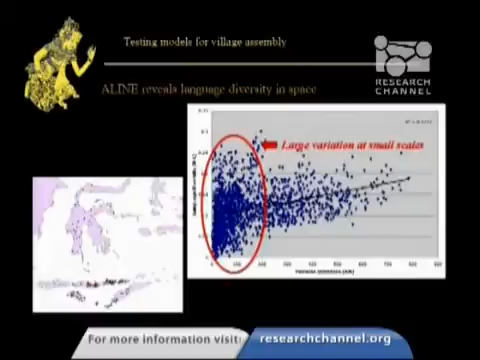 Testing models for village assembly
RESEARCH
CHANNEL
ALINE reveals language diversity in space
Large variation at small scales
For more information visit:
researchchannel.org